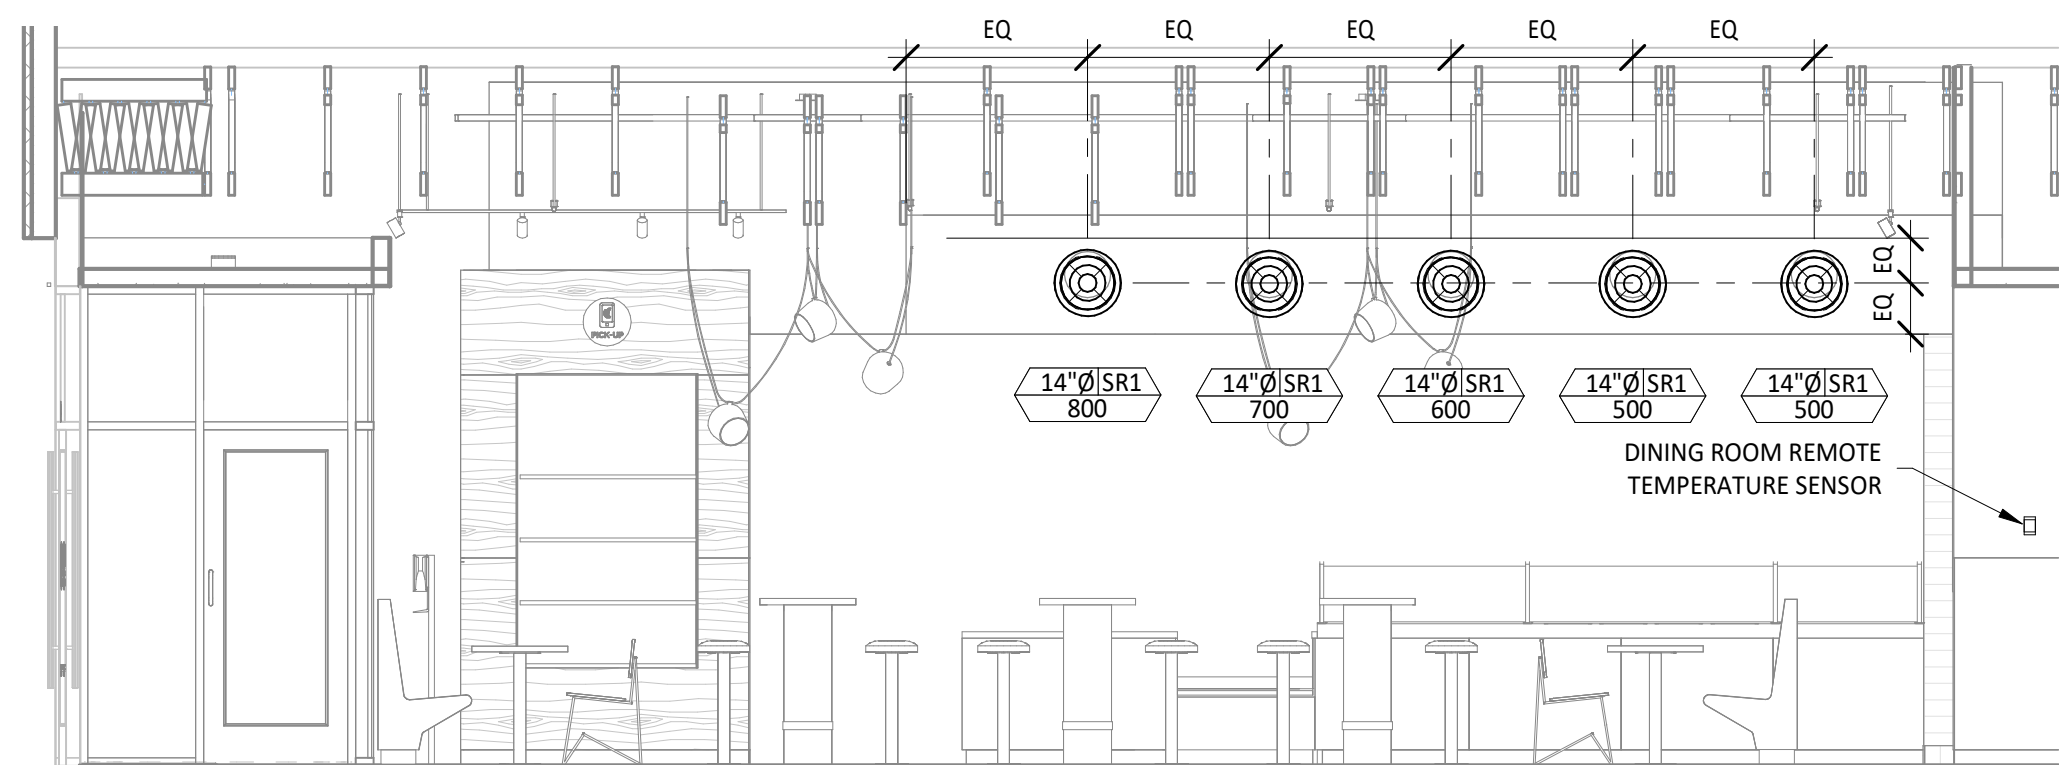 EQ EQ EQ EQ EQ
EQ
EQ
PICK-UP
14"Ø SR1 14"Ø SR1 14"Ø SR1 14"Ø SR1 14"Ø SR1
800 700 600 500 500
DINING ROOM REMOTE
TEMPERATURE SENSOR